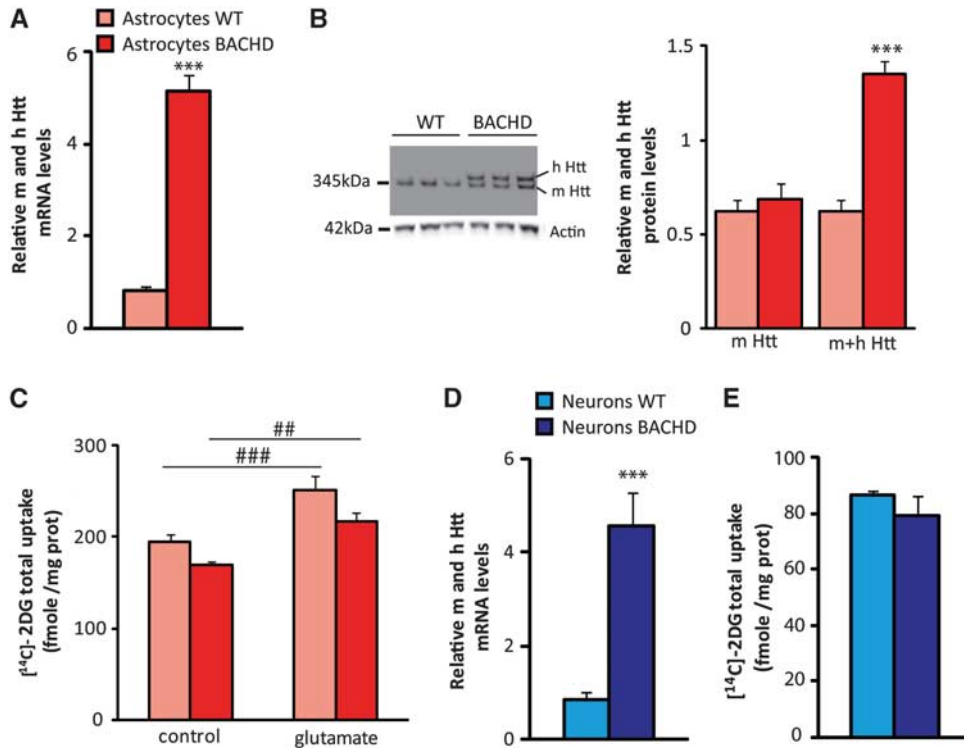 A
Astrocytes WT
Astrocytes BACHD
Relative m and h Htt
mRNA levels
6
4
2
0
***
B
WT BACHD
345kDa
h Htt
m Htt
42kDa
Actin
Relative m and h Htt
protein levels
1.5
1
0.5
0
***
m Htt
m+h Htt
C
[¹⁴C]-2DG total uptake
(fmole /mg prot)
300
200
100
0
##
###
control
glutamate
D
Neurons WT
Neurons BACHD
Relative m and h Htt
mRNA levels
6
4
2
0
***
E
[¹⁴C]-2DG total uptake
(fmole /mg prot)
100
80
60
40
20
0